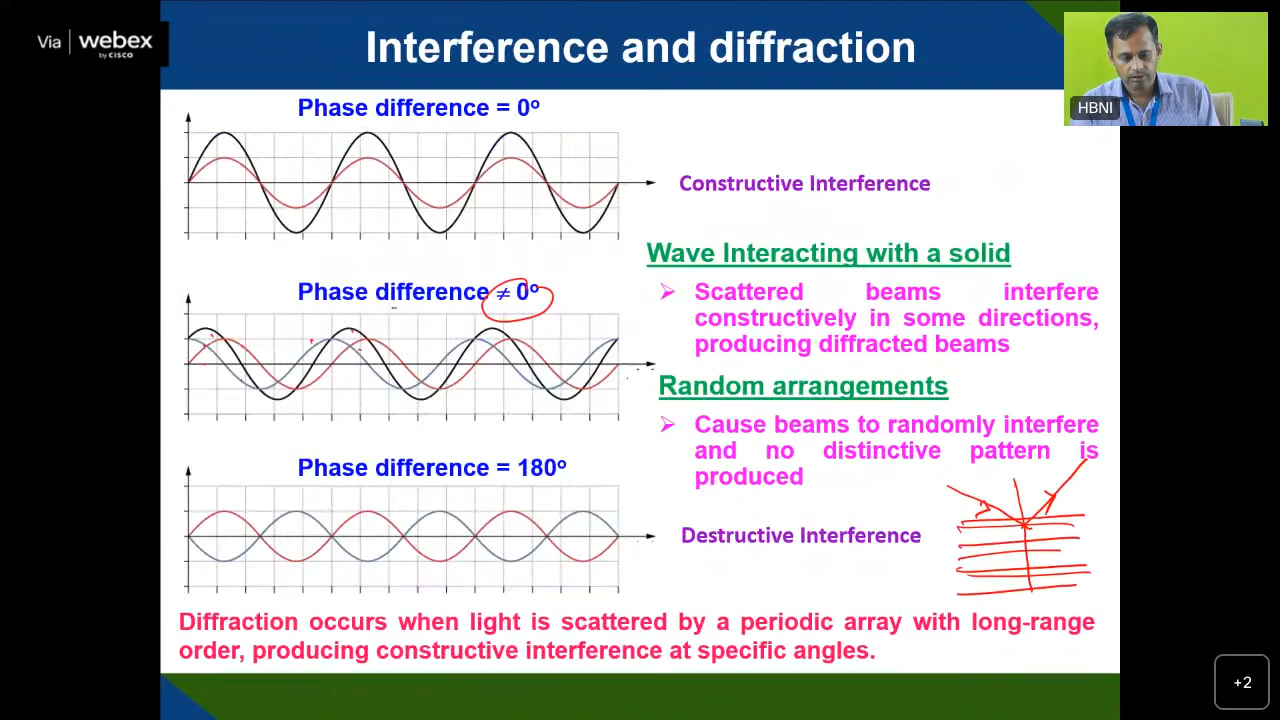 Via webex
by CISCO
Interference and diffraction
HBNI
Phase difference = 0º
Constructive Interference
Wave Interacting with a solid
➢ Scattered beams interfere
constructively in some directions,
producing diffracted beams
Phase difference ≠ 0º
Random arrangements
➢ Cause beams to randomly interfere
and no distinctive pattern is
produced
Phase difference = 180º
Destructive Interference
Diffraction occurs when light is scattered by a periodic array with long-range
order, producing constructive interference at specific angles.
+2